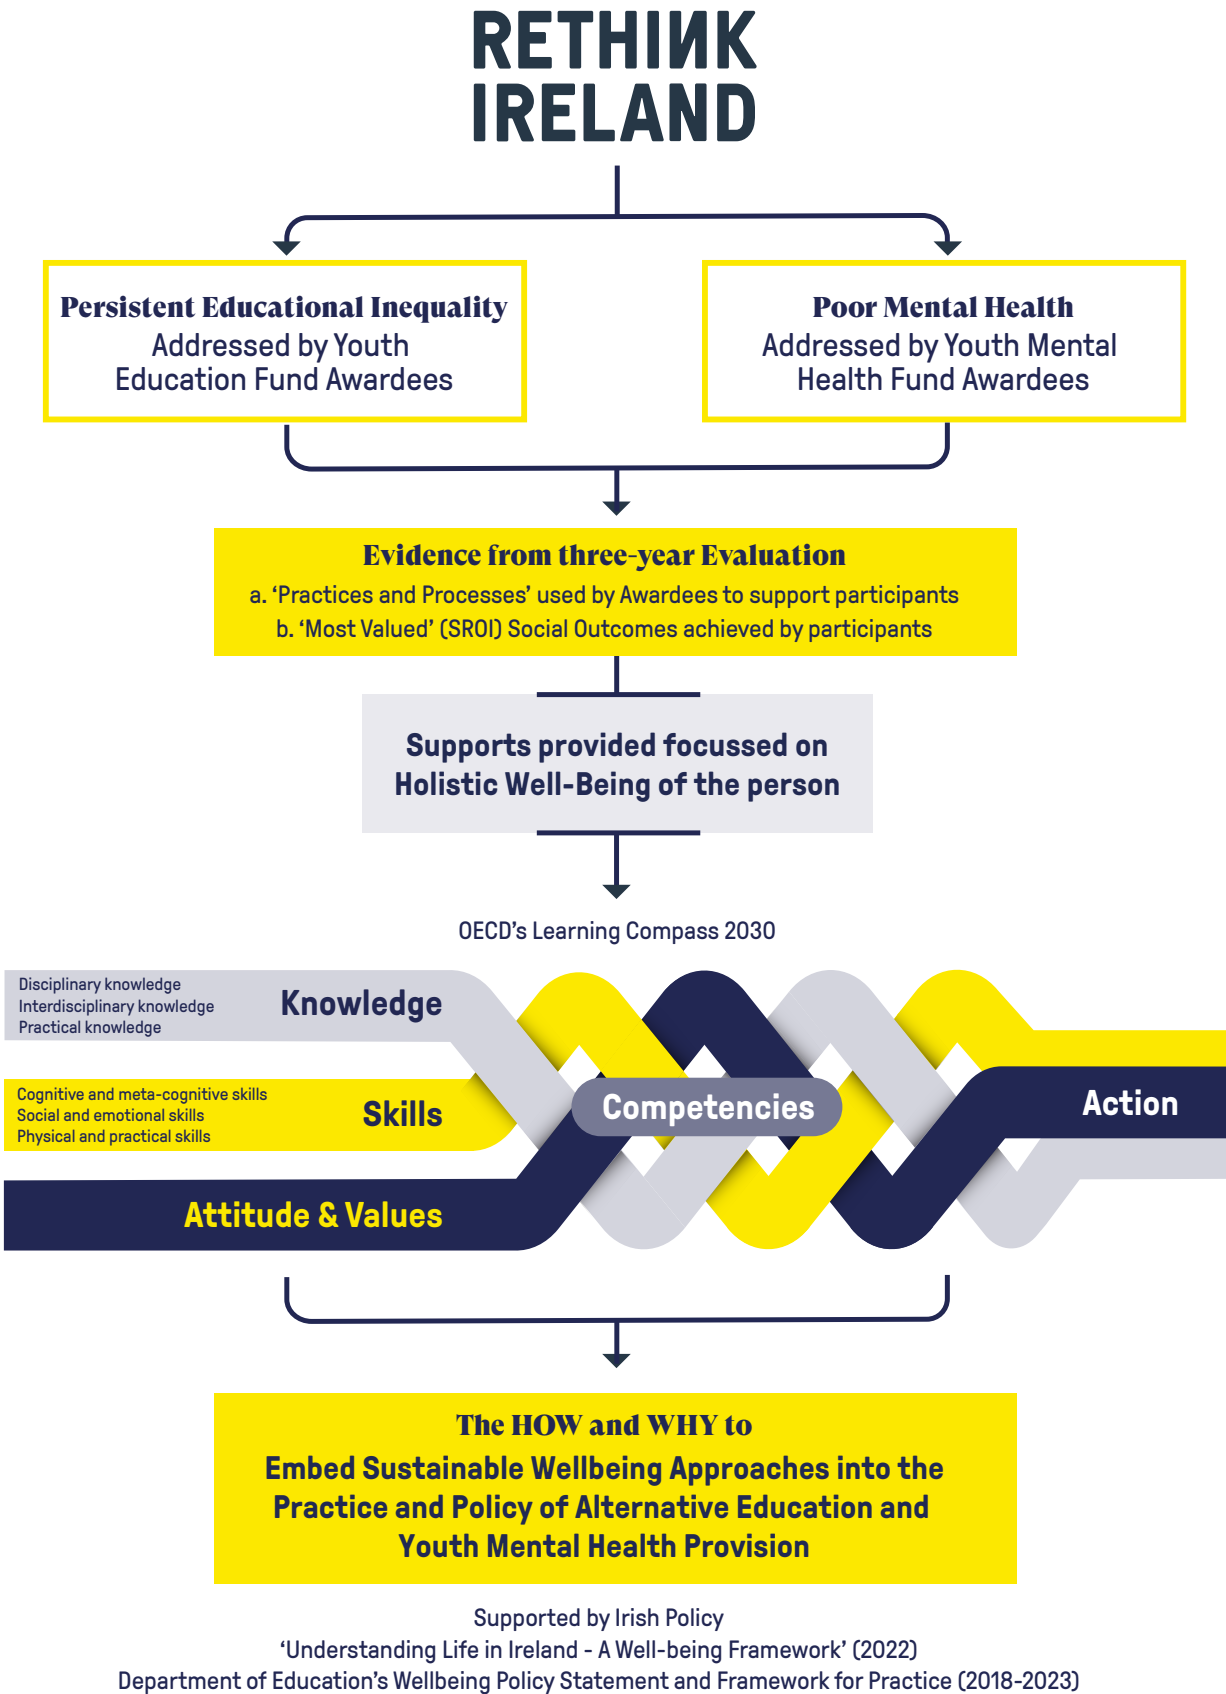 RETHINK
IRELAND
Persistent Educational Inequality
Addressed by Youth
Education Fund Awardees
Poor Mental Health
Addressed by Youth Mental
Health Fund Awardees
Evidence from three-year Evaluation
a. ‘Practices and Processes’ used by Awardees to support participants
b. ‘Most Valued’ (SROI) Social Outcomes achieved by participants
Supports provided focussed on
Holistic Well-Being of the person
OECD’s Learning Compass 2030
Disciplinary knowledge
Interdisciplinary knowledge
Practical knowledge
Knowledge
Cognitive and meta-cognitive skills
Social and emotional skills
Physical and practical skills
Skills
Attitude & Values
Competencies
Action
The HOW and WHY to
Embed Sustainable Wellbeing Approaches into the
Practice and Policy of Alternative Education and
Youth Mental Health Provision
Supported by Irish Policy
‘Understanding Life in Ireland - A Well-being Framework’ (2022)
Department of Education’s Wellbeing Policy Statement and Framework for Practice (2018-2023)